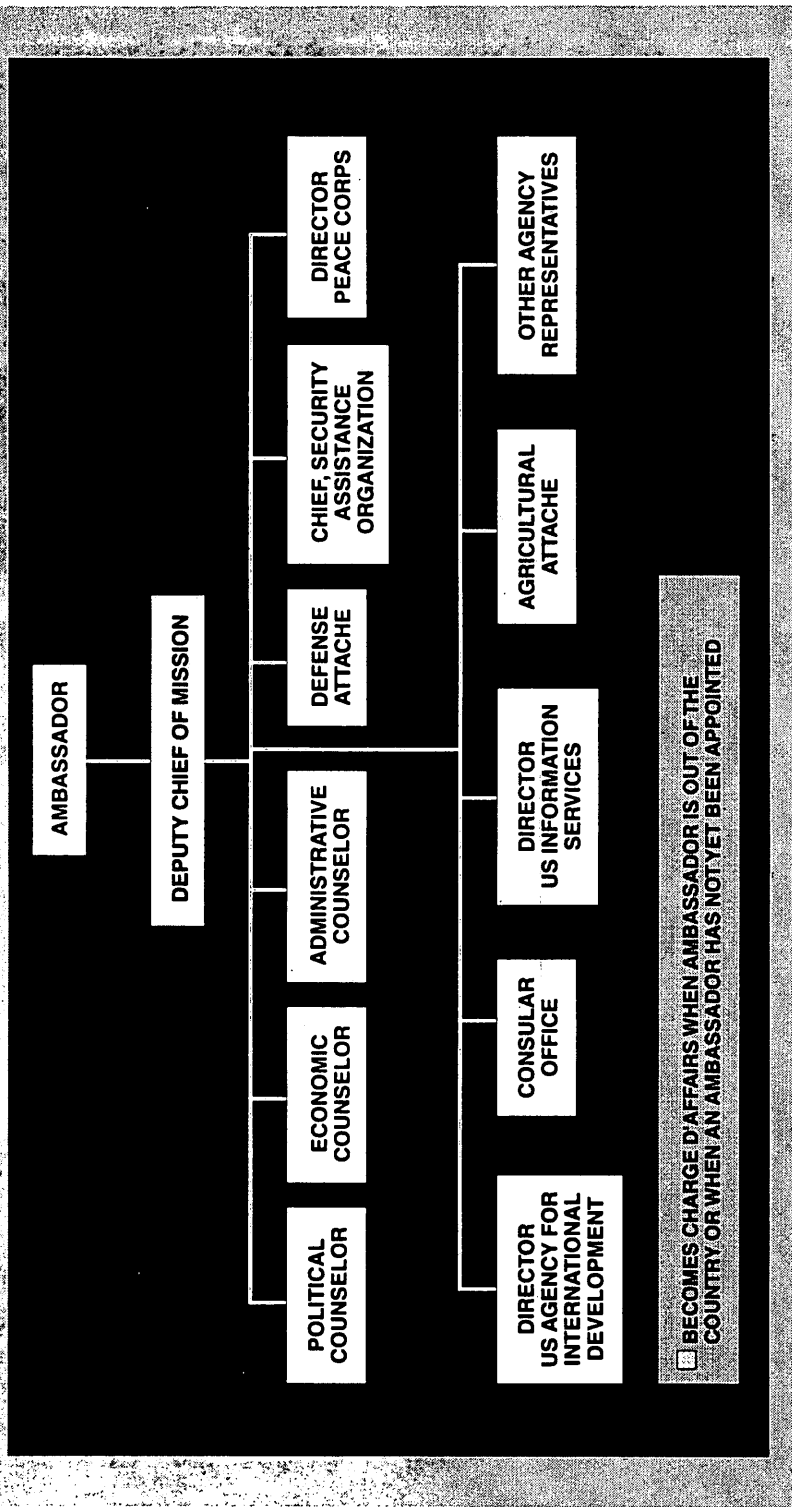 AMBASSADOR
DEPUTY CHIEF OF MISSION
POLITICAL
COUNSELOR
ECONOMIC
COUNSELOR
ADMINISTRATIVE
COUNSELOR
DEFENSE
ATTACHE
CHIEF, SECURITY
ASSISTANCE
ORGANIZATION
DIRECTOR
PEACE CORPS
DIRECTOR
US AGENCY FOR
INTERNATIONAL
DEVELOPMENT
CONSULAR
OFFICE
DIRECTOR
US INFORMATION
SERVICES
AGRICULTURAL
ATTACHE
OTHER AGENCY
REPRESENTATIVES
BECOMES CHARGE D'AFFAIRS WHEN AMBASSADOR IS OUT OF THE
COUNTRY OR WHEN AN AMBASSADOR HAS NOT YET BEEN APPOINTED